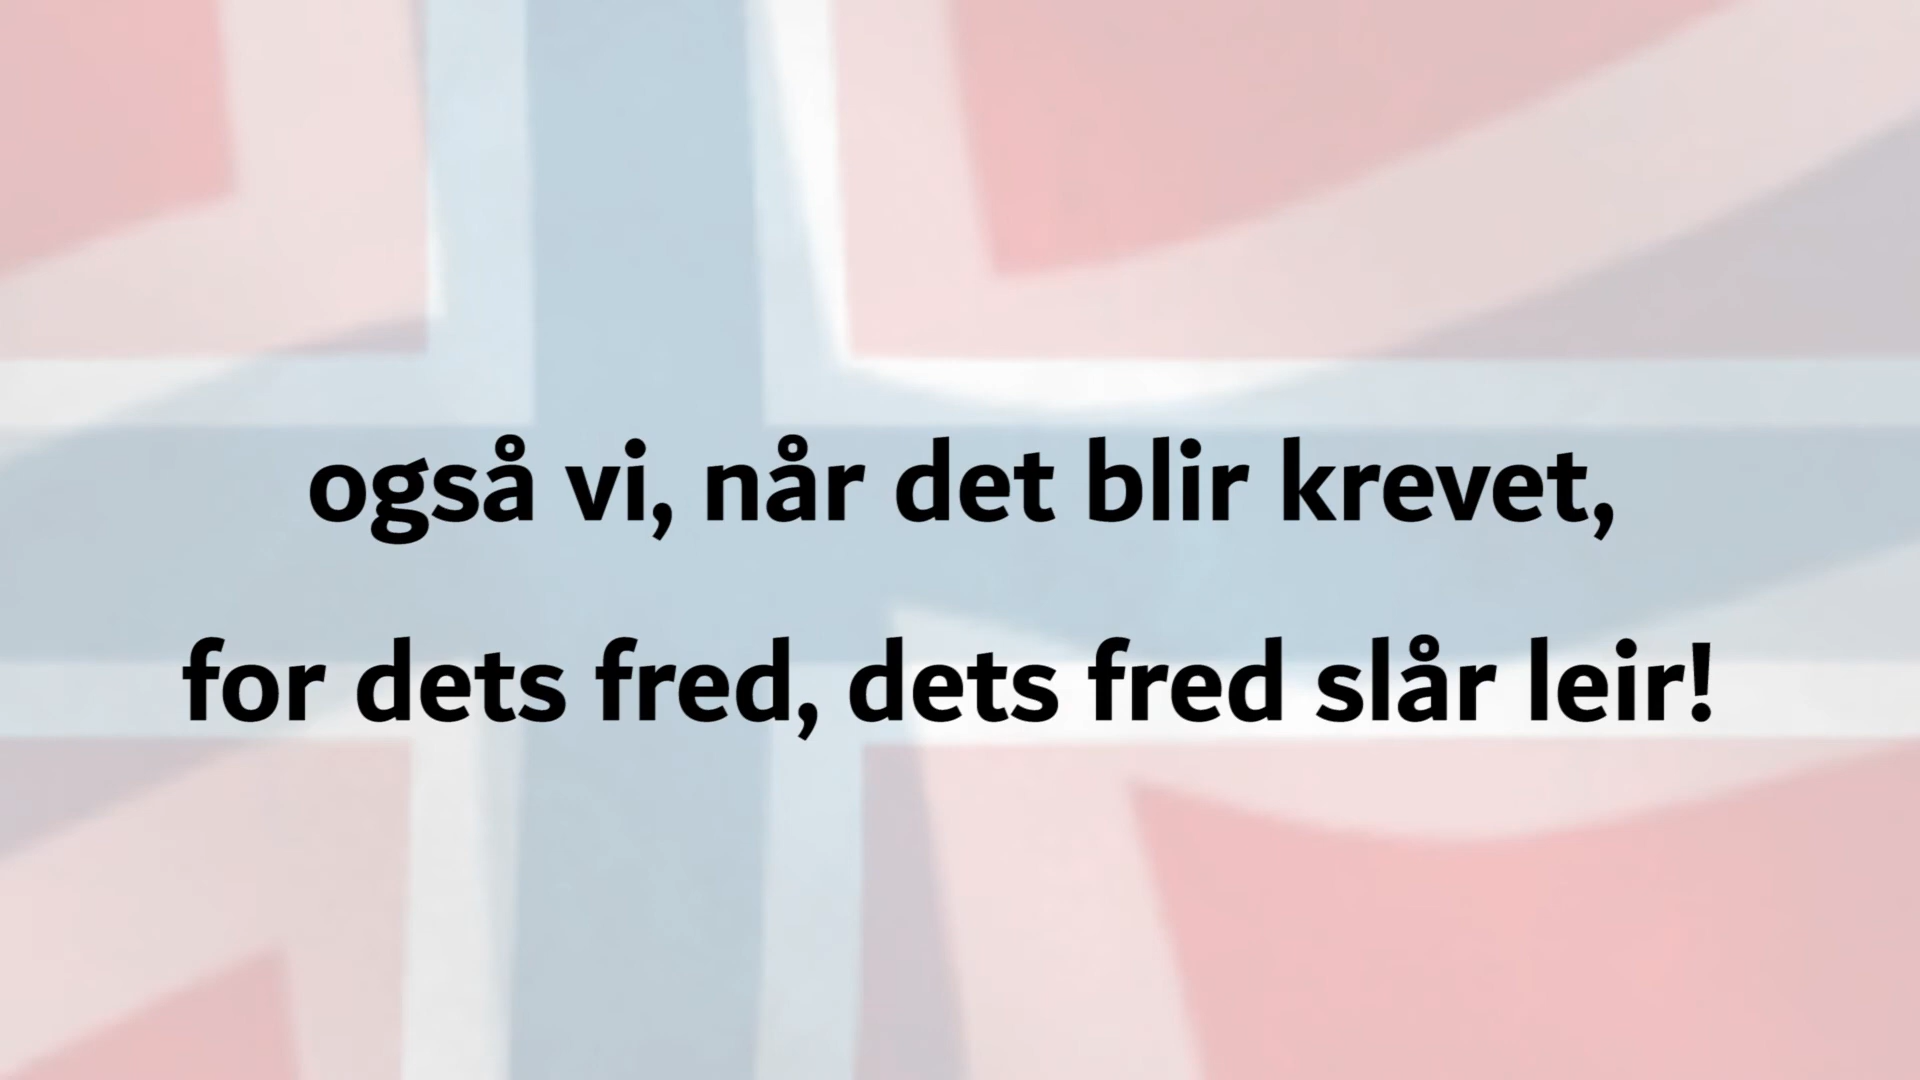 også vi, når det blir krevet,
for dets fred, dets fred slår leir!